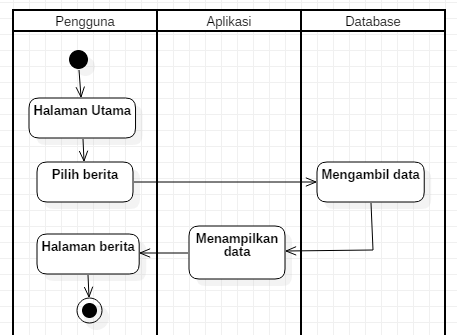 Pengguna
Aplikasi
Database
Halaman Utama
Pilih berita
Mengambil data
Menampilkan
data
Halaman berita